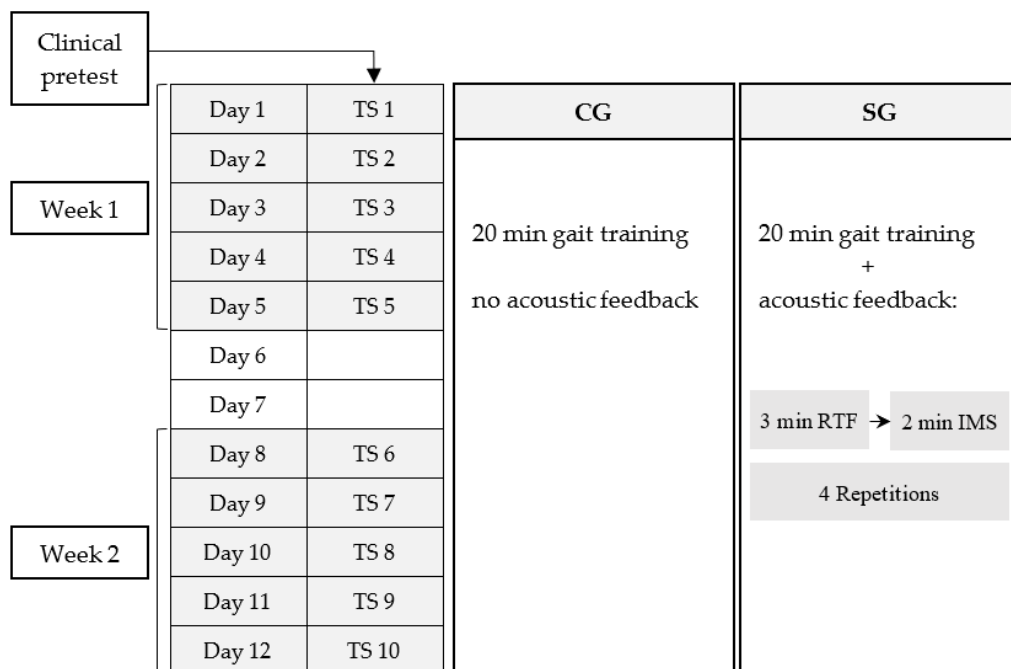 Clinical
pretest
Week 1
Week 2
Day 1 TS 1
Day 2 TS 2
Day 3 TS 3
Day 4 TS 4
Day 5 TS 5
Day 6
Day 7
Day 8 TS 6
Day 9 TS 7
Day 10 TS 8
Day 11 TS 9
Day 12 TS 10
CG
20 min gait training
no acoustic feedback
SG
20 min gait training
+
acoustic feedback:
3 min RTF → 2 min IMS
4 Repetitions